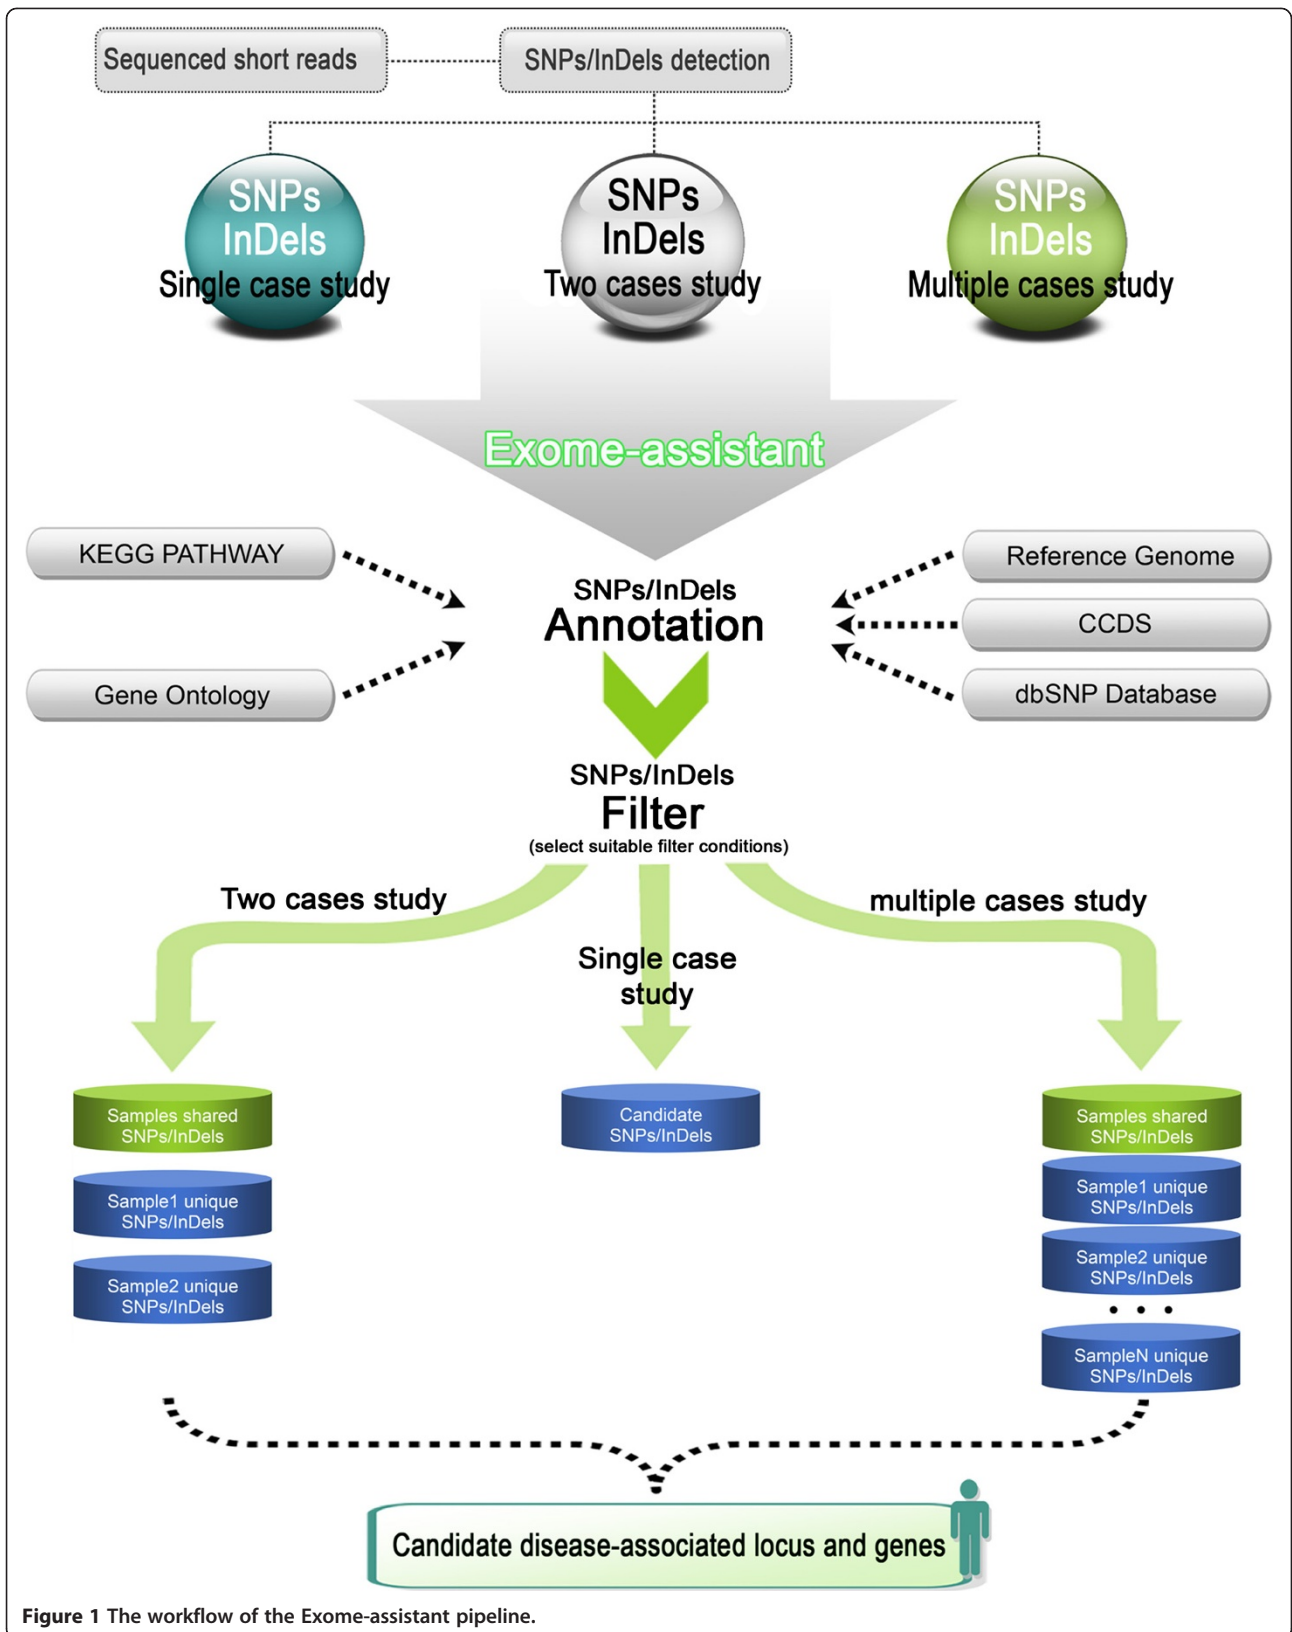 Sequenced short reads
SNPs/InDels detection
SNPs
InDels
Single case study
SNPs
InDels
Two cases study
SNPs
InDels
Multiple cases study
Exome-assistant
KEGG PATHWAY
Gene Ontology
SNPs/InDels
Annotation
Reference Genome
CCDS
dbSNP Database
SNPs/InDels
Filter
(select suitable filter conditions)
Two cases study
Single case
study
multiple cases study
Samples shared
SNPs/InDels
Sample1 unique
SNPs/InDels
Sample2 unique
SNPs/InDels
Candidate
SNPs/InDels
Samples shared
SNPs/InDels
Sample1 unique
SNPs/InDels
Sample2 unique
SNPs/InDels
• • •
SampleN unique
SNPs/InDels
Candidate disease-associated locus and genes
Figure 1 The workflow of the Exome-assistant pipeline.